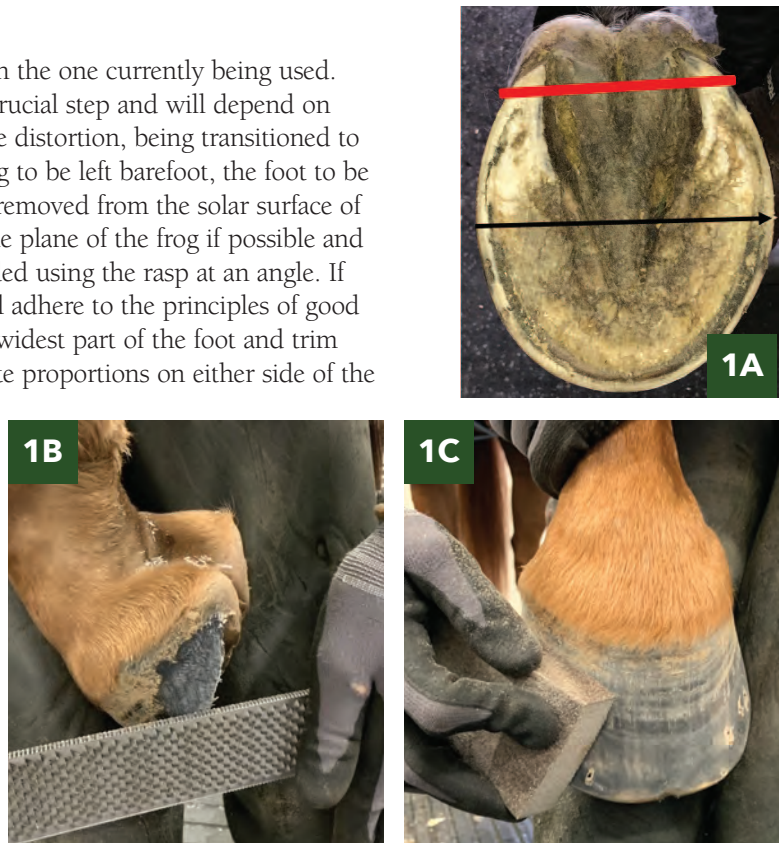 the one currently being used.
rucial step and will depend on
e distortion, being transitioned to
g to be left barefoot, the foot to be
removed from the solar surface of
e plane of the frog if possible and
ed using the rasp at an angle. If
l adhere to the principles of good
widest part of the foot and trim
te proportions on either side of the
1A
1B
1C